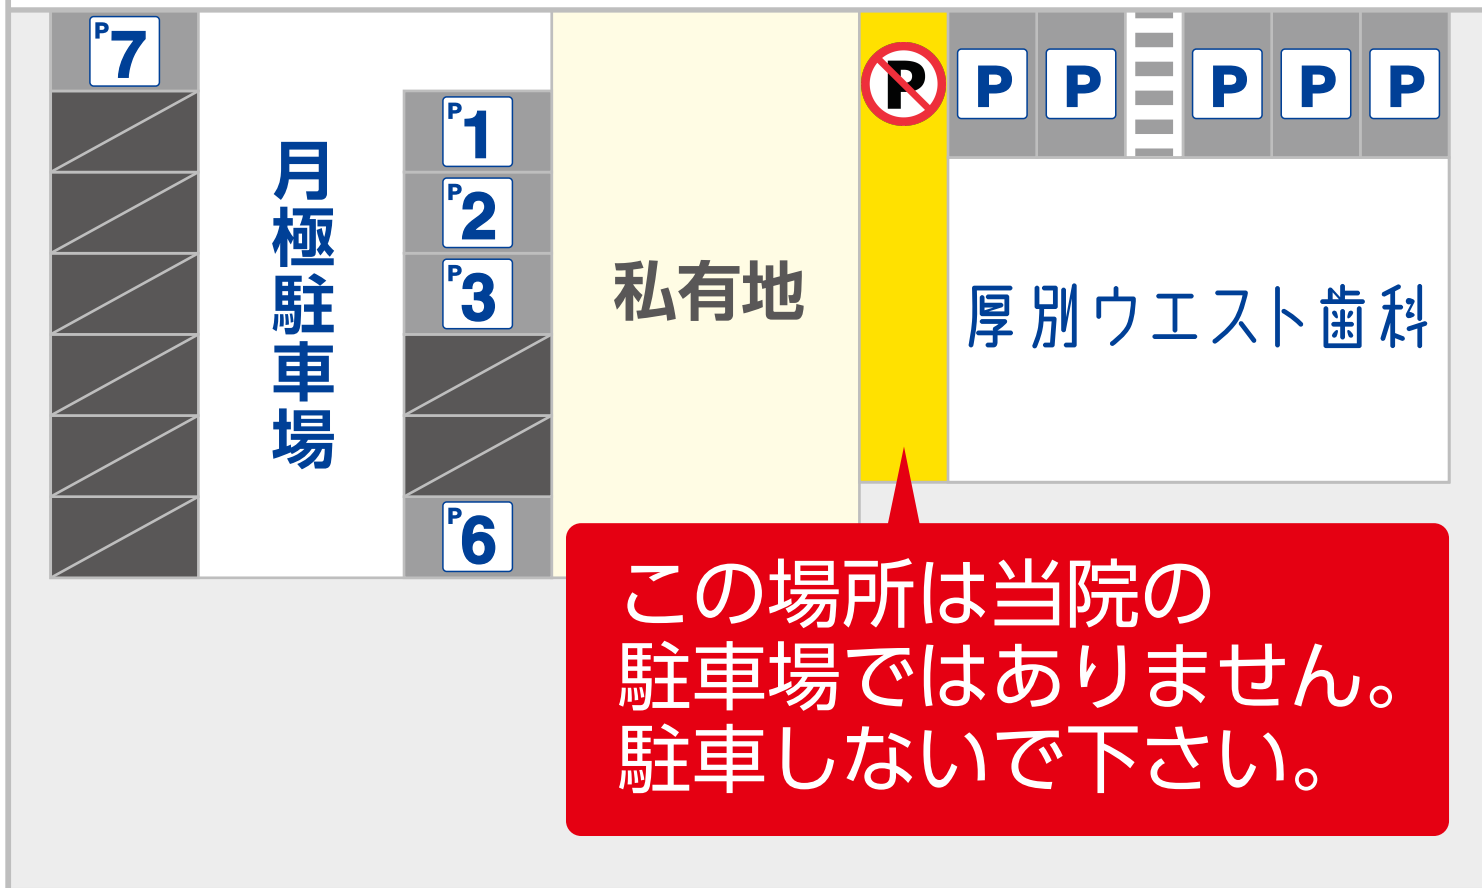 P7
P P P P P
P1
P2
P3
P6
月極駐車場
私有地
厚別ウエスト歯科
P
この場所は当院の
駐車場ではありません。
駐車しないで下さい。